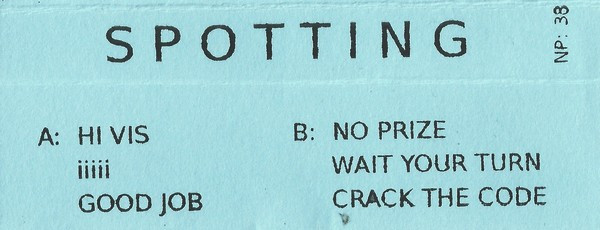 SPOTTING
NP: 38
A: HI VIS
iiiii
GOOD JOB
B: NO PRIZE
WAIT YOUR TURN
CRACK THE CODE